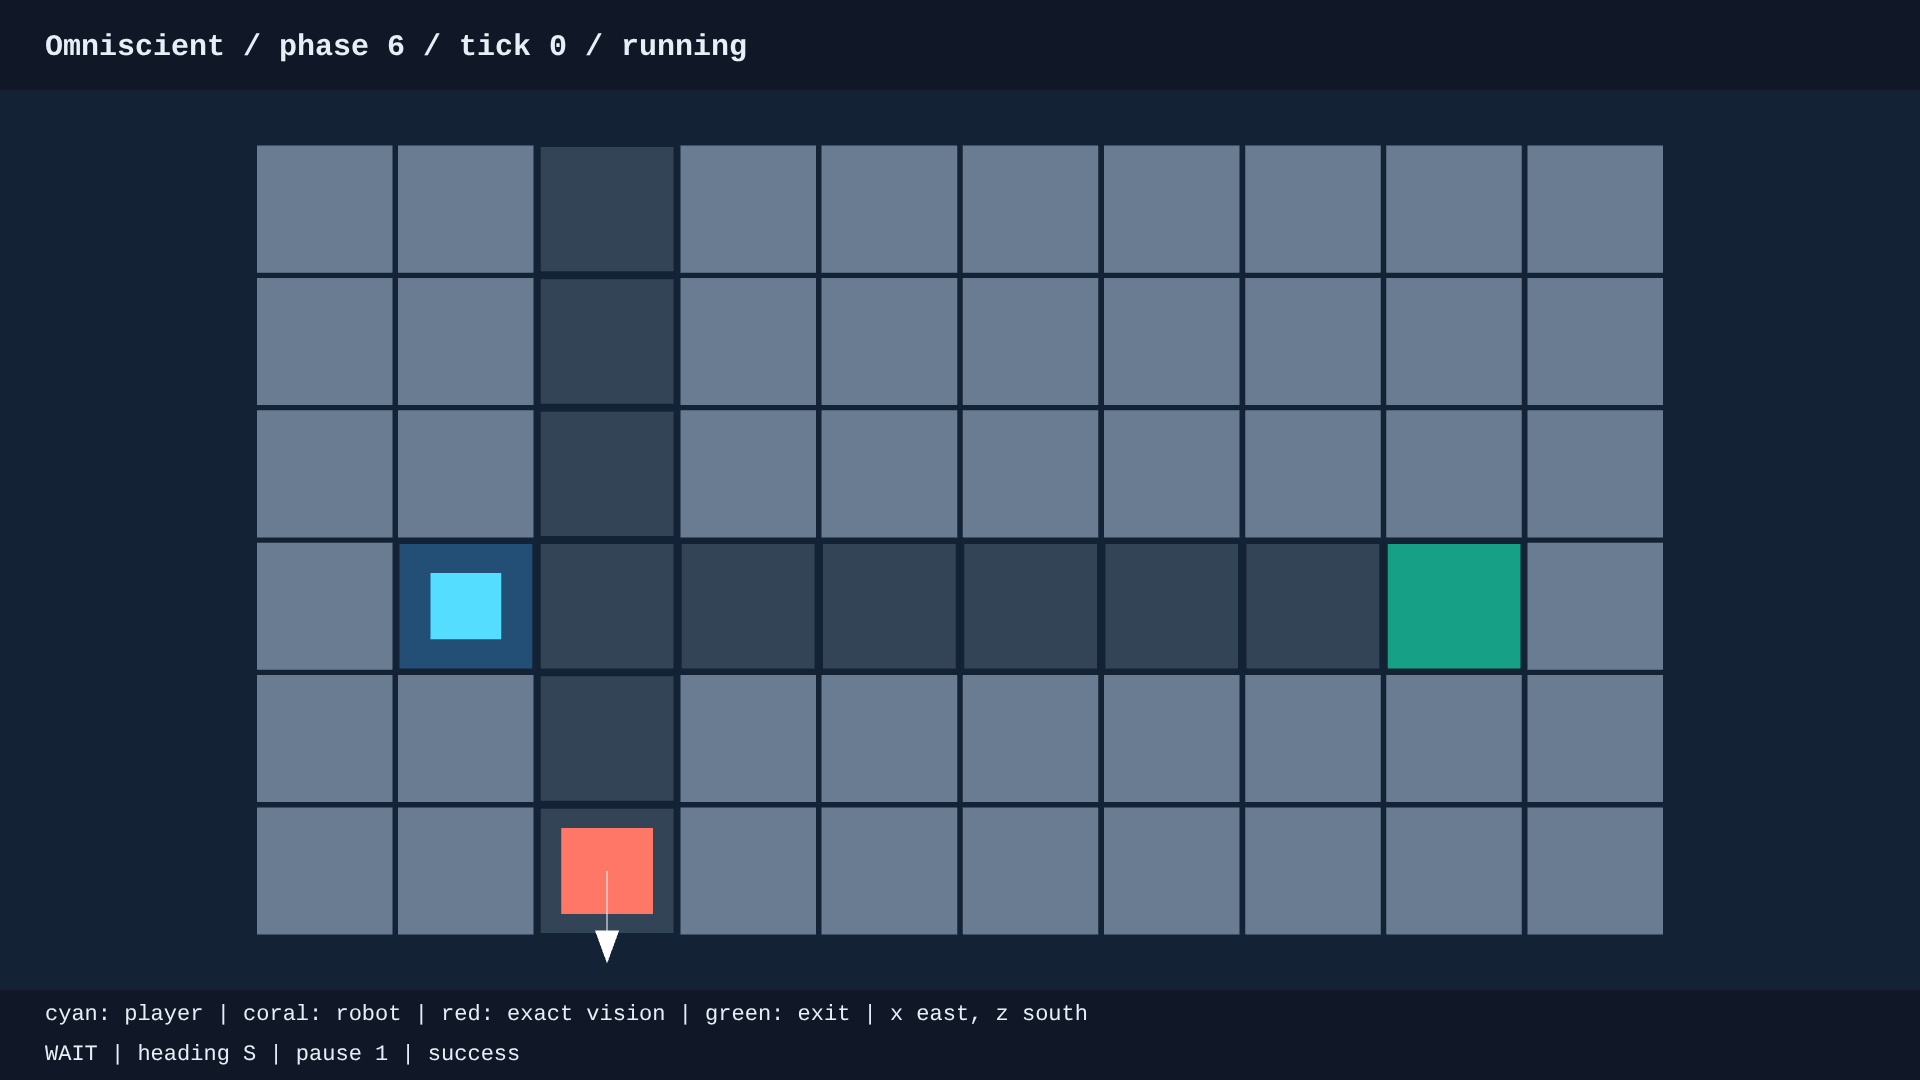 Omniscient / phase 6 / tick 0 / running
cyan: player | coral: robot | red: exact vision | green: exit | x east, z south
WAIT | heading S | pause 1 | success